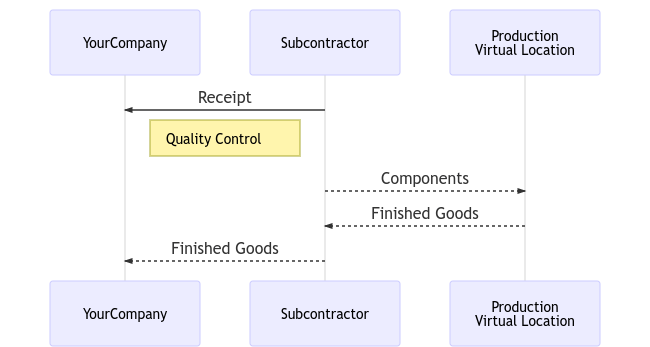 YourCompany
Subcontractor
Production
Virtual Location
Receipt
Quality Control
Components
Finished Goods
Finished Goods
YourCompany
Subcontractor
Production
Virtual Location